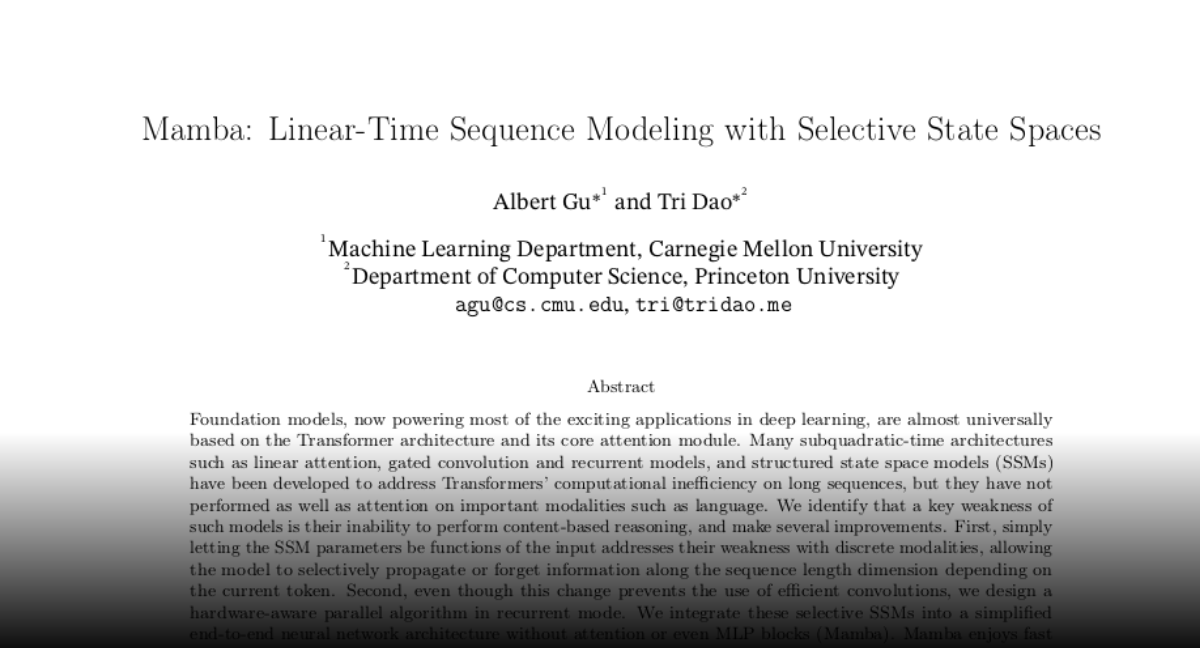 Mamba: Linear-Time Sequence Modeling with Selective State Spaces
Albert Gu*1 and Tri Dao*2
1Machine Learning Department, Carnegie Mellon University
2Department of Computer Science, Princeton University
agu@cs.cmu.edu, tri@tridao.me
Abstract
Foundation models, now powering most of the exciting applications in deep learning, are almost universally
based on the Transformer architecture and its core attention module. Many subquadratic-time architectures
such as linear attention, gated convolution and recurrent models, and structured state space models (SSMs)
have been developed to address Transformers' computational inefficiency on long sequences, but they have not
performed as well as attention on important modalities such as language. We identify that a key weakness of
such models is their inability to perform content-based reasoning, and make several improvements. First, simply
letting the SSM parameters be functions of the input addresses their weakness with discrete modalities, allowing
the model to selectively propagate or forget information along the sequence length dimension depending on
the current token. Second, even though this change prevents the use of efficient convolutions, we design a
hardware-aware parallel algorithm in recurrent mode. We integrate these selective SSMs into a simplified
end-to-end neural network architecture without attention or even MLP blocks (Mamba). Mamba enjoys fast